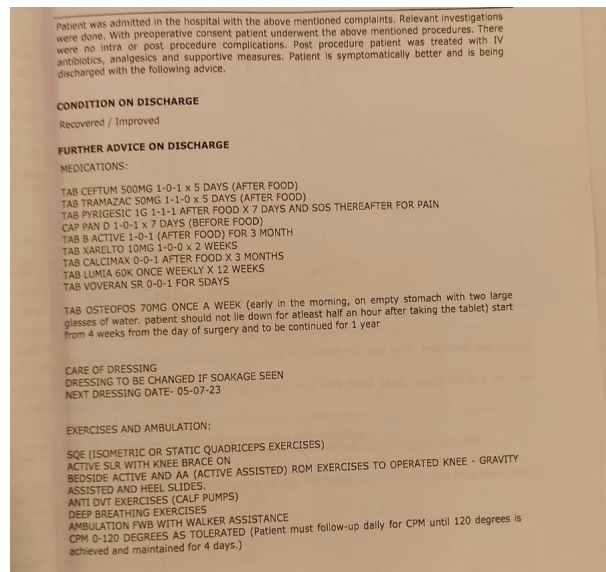 Patient was admitted in the hospital with the above mentioned complaints. Relevant investigations
were done. With preoperative consent patient underwent the above mentioned procedures. There
were no intra or post procedure complications. Post procedure patient was treated with IV
antibiotics, analgesics and supportive measures. Patient is symptomatically better and is being
discharged with the following advice.
CONDITION ON DISCHARGE
Recovered / Improved
FURTHER ADVICE ON DISCHARGE
MEDICATIONS:
TAB CEFTUM 500MG 1-0-1 x 5 DAYS (AFTER FOOD)
TAB TRAMAZAC 50MG 1-1-0 x 5 DAYS (AFTER FOOD)
TAB PYRIGESIC 1G 1-1-1 AFTER FOOD X 7 DAYS AND SOS THEREAFTER FOR PAIN
CAP PAN D 1-0-1 x 7 DAYS (BEFORE FOOD)
TAB B ACTIVE 1-0-1 (AFTER FOOD) FOR 3 MONTH
TAB XARELTO 10MG 1-0-0 x 2 WEEKS
TAB CALCIMAX 0-0-1 AFTER FOOD X 3 MONTHS
TAB LUMIA 60K ONCE WEEKLY X 12 WEEKS
TAB VOVERAN SR 0-0-1 FOR 5DAYS
TAB OSTEOFOS 70MG ONCE A WEEK (early in the morning, on empty stomach with two large
glasses of water. patient should not lie down for atleast half an hour after taking the tablet) start
from 4 weeks from the day of surgery and to be continued for 1 year
CARE OF DRESSING
DRESSING TO BE CHANGED IF SOAKAGE SEEN
NEXT DRESSING DATE- 05-07-23
EXERCISES AND AMBULATION:
SQE (ISOMETRIC OR STATIC QUADRICEPS EXERCISES)
ACTIVE SLR WITH KNEE BRACE ON
BEDSIDE ACTIVE AND AA (ACTIVE ASSISTED) ROM EXERCISES TO OPERATED KNEE - GRAVITY
ASSISTED AND HEEL SLIDES.
ANTI DVT EXERCISES (CALF PUMPS)
DEEP BREATHING EXERCISES
AMBULATION FWB WITH WALKER ASSISTANCE
CPM 0-120 DEGREES AS TOLERATED (Patient must follow-up daily for CPM until 120 degrees is
achieved and maintained for 4 days.)